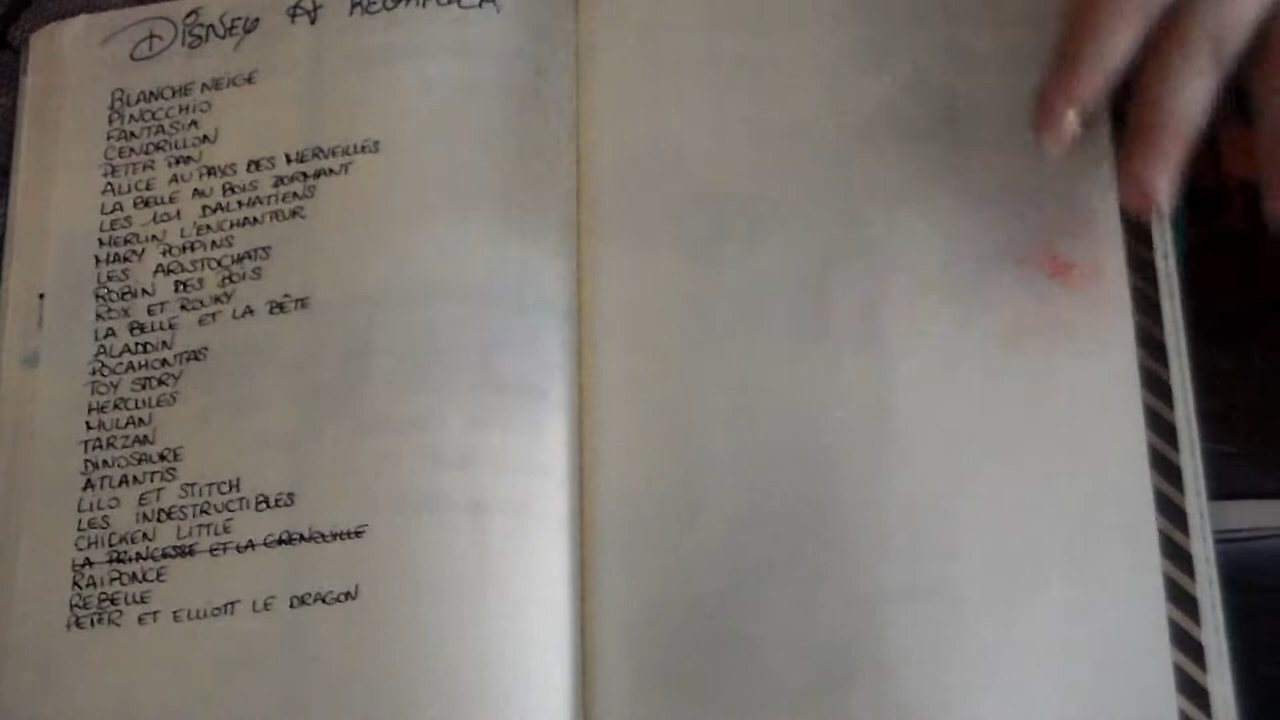 DISNEY À REGARDER
BLANCHE NEIGE
PINOCCHIO
FANTASIA
CENDRILLON
PETER PAN
ALICE AU PAYS DES MERVEILLES
LA BELLE AU BOIS DORMANT
LES 101 DALMATIENS
MERLIN L'ENCHANTEUR
MARY POPPINS
LES ARISTOCHATS
ROBIN DES BOIS
ROX ET ROUKY
LA BELLE ET LA BÊTE
ALADDIN
POCAHONTAS
TOY STORY
HERCULES
MULAN
TARZAN
DINOSAURE
ATLANTIS
LILO ET STITCH
LES INDESTRUCTIBLES
CHICKEN LITTLE
LA PRINCESSE ET LA GRENOUILLE
RAIPONCE
REBELLE
PETER ET ELLIOTT LE DRAGON